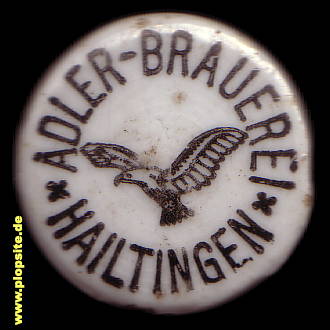 * ADLER-BRAUEREI *
HAILTINGEN
www.plopsite.de